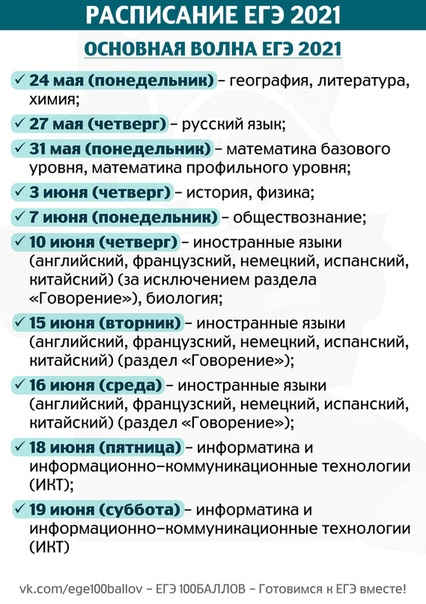 РАСПИСАНИЕ ЕГЭ 2021
ОСНОВНАЯ ВОЛНА ЕГЭ 2021
✓ 24 мая (понедельник) – география, литература,
химия;
✓ 27 мая (четверг) – русский язык;
✓ 31 мая (понедельник) – математика базового
уровня, математика профильного уровня;
✓ 3 июня (четверг) – история, физика;
✓ 7 июня (понедельник) – обществознание;
✓ 10 июня (четверг) – иностранные языки
(английский, французский, немецкий, испанский,
китайский) (за исключением раздела
«Говорение»), биология;
✓ 15 июня (вторник) – иностранные языки
(английский, французский, немецкий, испанский,
китайский) (раздел «Говорение»);
✓ 16 июня (среда) – иностранные языки
(английский, французский, немецкий, испанский,
китайский) (раздел «Говорение»);
✓ 18 июня (пятница) – информатика и
информационно-коммуникационные технологии
(ИКТ);
✓ 19 июня (суббота) – информатика и
информационно-коммуникационные технологии
(ИКТ)
vk.com/ege100ballov – ЕГЭ 100БАЛЛОВ – Готовимся к ЕГЭ вместе!